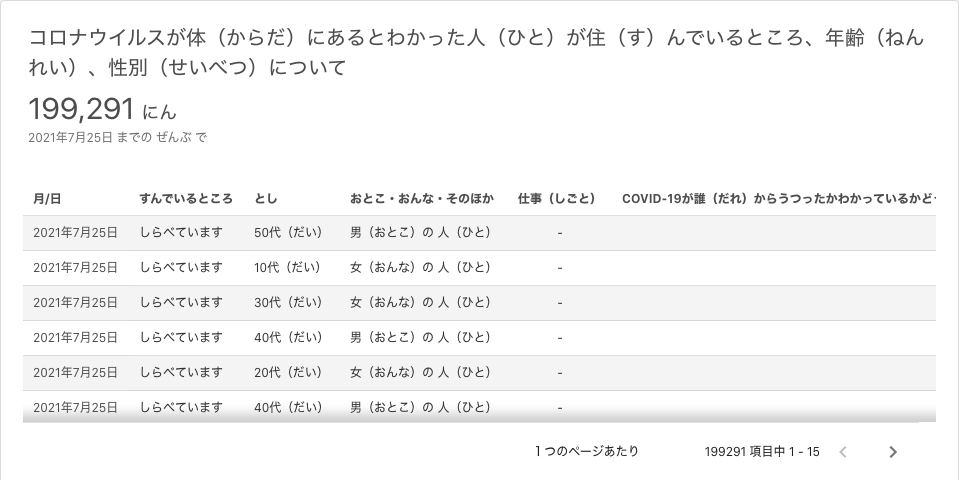 コロナウイルスが体（からだ）にあるとわかった人（ひと）が住（す）んでいるところ、年齢（ねん
れい）、性別（せいべつ）について
199,291 にん
2021年7月25日 までの ぜんぶ で
月/日 すんでいるところ とし おとこ・おんな・そのほか 仕事（しごと） COVID-19が誰（だれ）からうつったかわかっているかど
2021年7月25日 しらべています 50代（だい） 男（おとこ）の 人（ひと） -
2021年7月25日 しらべています 10代（だい） 女（おんな）の 人（ひと） -
2021年7月25日 しらべています 30代（だい） 女（おんな）の 人（ひと） -
2021年7月25日 しらべています 40代（だい） 男（おとこ）の 人（ひと） -
2021年7月25日 しらべています 20代（だい） 女（おんな）の 人（ひと） -
2021年7月25日 しらべています 40代（だい） 男（おとこ）の 人（ひと） -
1 つのページあたり 199291 項目中 1 - 15